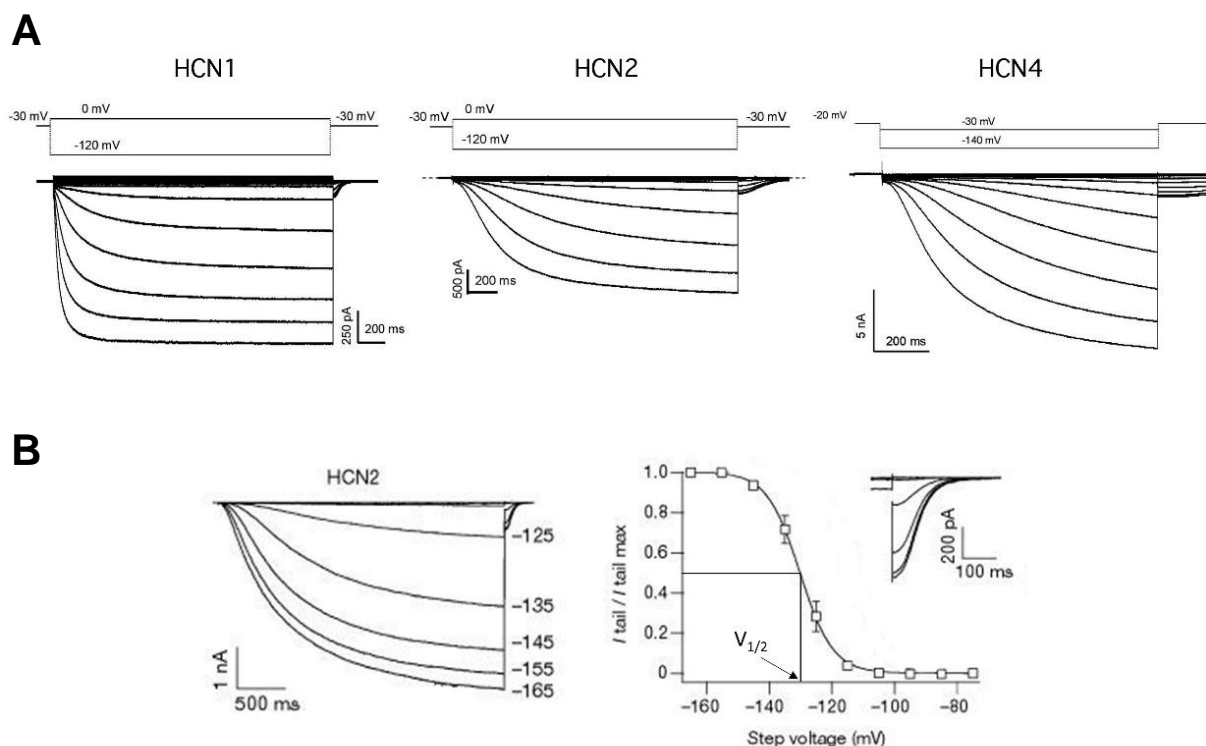 A
HCN1
HCN2
HCN4
-30 mV
0 mV
-120 mV
-30 mV
250 pA
200 ms
-30 mV
0 mV
-120 mV
-30 mV
500 pA
200 ms
-20 mV
-30 mV
-140 mV
5 nA
200 ms
B
HCN2
−125
−135
−145
−155
−165
1 nA
500 ms
I tail / I tail max
1.0
0.8
0.6
0.4
0.2
0
V1/2
−160
−140
−120
−100
−80
Step voltage (mV)
200 pA
100 ms